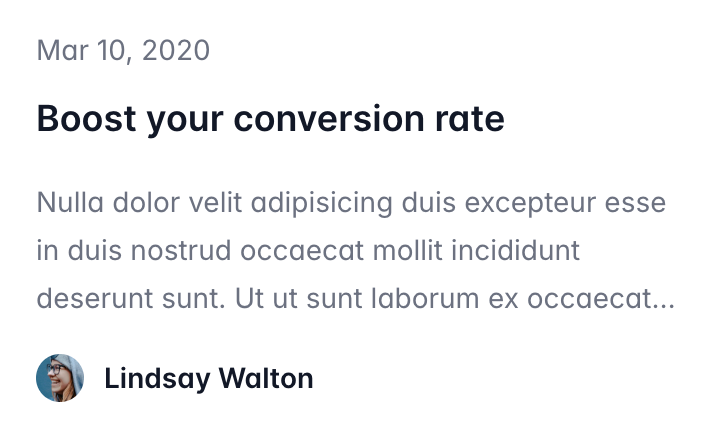 Mar 10, 2020
Boost your conversion rate
Nulla dolor velit adipisicing duis excepteur esse
in duis nostrud occaecat mollit incididunt
deserunt sunt. Ut ut sunt laborum ex occaecat...
Lindsay Walton